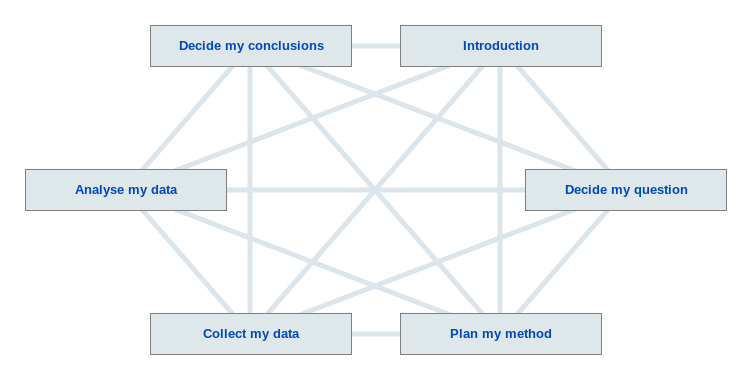 Decide my conclusions
Introduction
Analyse my data
Decide my question
Collect my data
Plan my method